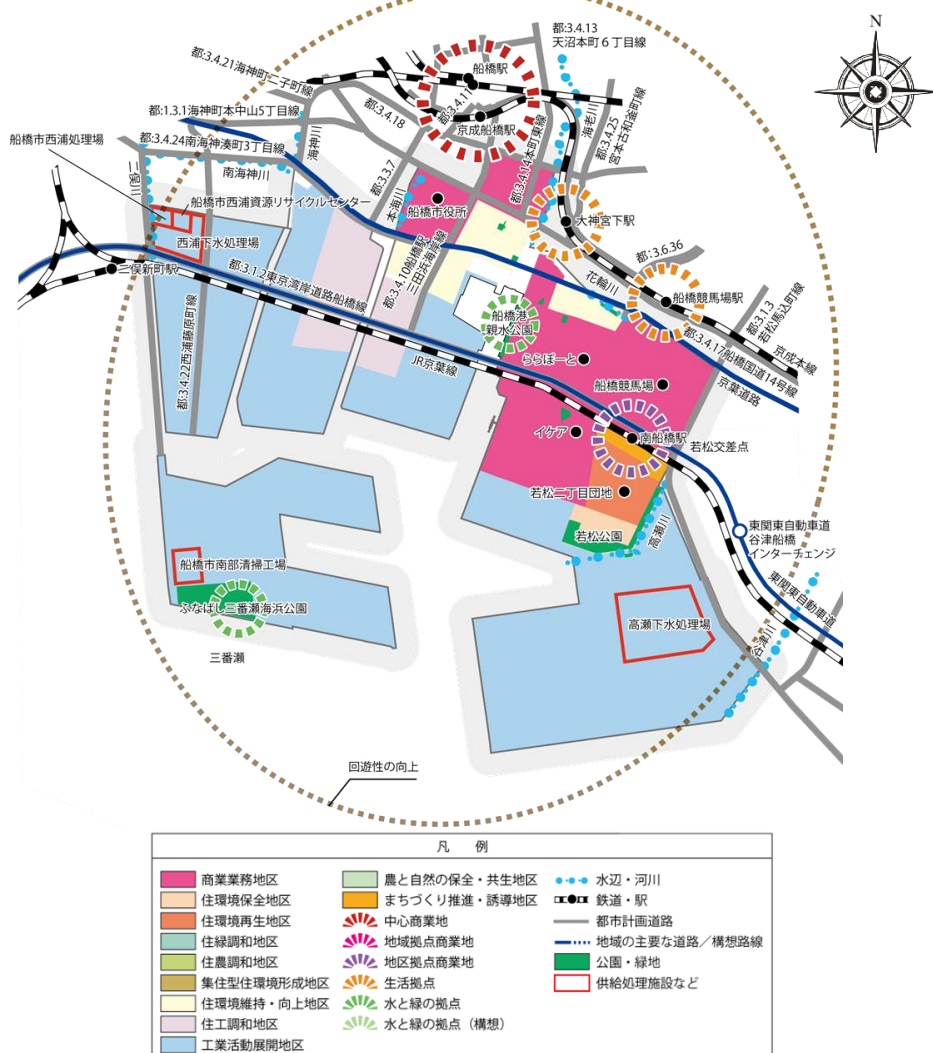 N
都:3.4.13
天沼本町6丁目線
船橋駅
都:3.4.21海神町二子町線
都:3.4.11
海老川
都:3.4.25
宮本古和釜町線
都:1.3.1海神町本中山5丁目線
都:3.4.18
京成船橋駅
船橋市西浦処理場
都:3.4.24南海神湊町3丁目線
海神川
都:3.4.14本町東線
二俣川
南海神川
都:3.3.7
本海川
船橋市西浦資源リサイクルセンター
船橋市役所
大神宮下駅
西浦下水処理場
都:3.6.36
二俣新町駅
都:3.1.2東京湾岸道路船橋線
都:3.4.10船橋駅
三田浜海岸線
花輪川
船橋競馬場駅
都:3.1.3
若松馬込町線
船橋港
親水公園
都:3.4.17船橋国道14号線
京成本線
都:3.4.22西浦藤原町線
JR京葉線
ららぽーと
船橋競馬場
京葉道路
イケア
南船橋駅
若松交差点
若松二丁目団地
若松公園
高瀬川
東関東自動車道
谷津船橋
インターチェンジ
船橋市南部清掃工場
東関東自動車道
ふなばし三番瀬海浜公園
高瀬下水処理場
谷津川
三番瀬
回遊性の向上
凡 例
商業業務地区
住環境保全地区
住環境再生地区
住緑調和地区
住農調和地区
集住型住環境形成地区
住環境維持・向上地区
住工調和地区
工業活動展開地区
農と自然の保全・共生地区
まちづくり推進・誘導地区
中心商業地
地域拠点商業地
地区拠点商業地
生活拠点
水と緑の拠点
水と緑の拠点（構想）
水辺・河川
鉄道・駅
都市計画道路
地域の主要な道路／構想路線
公園・緑地
供給処理施設など